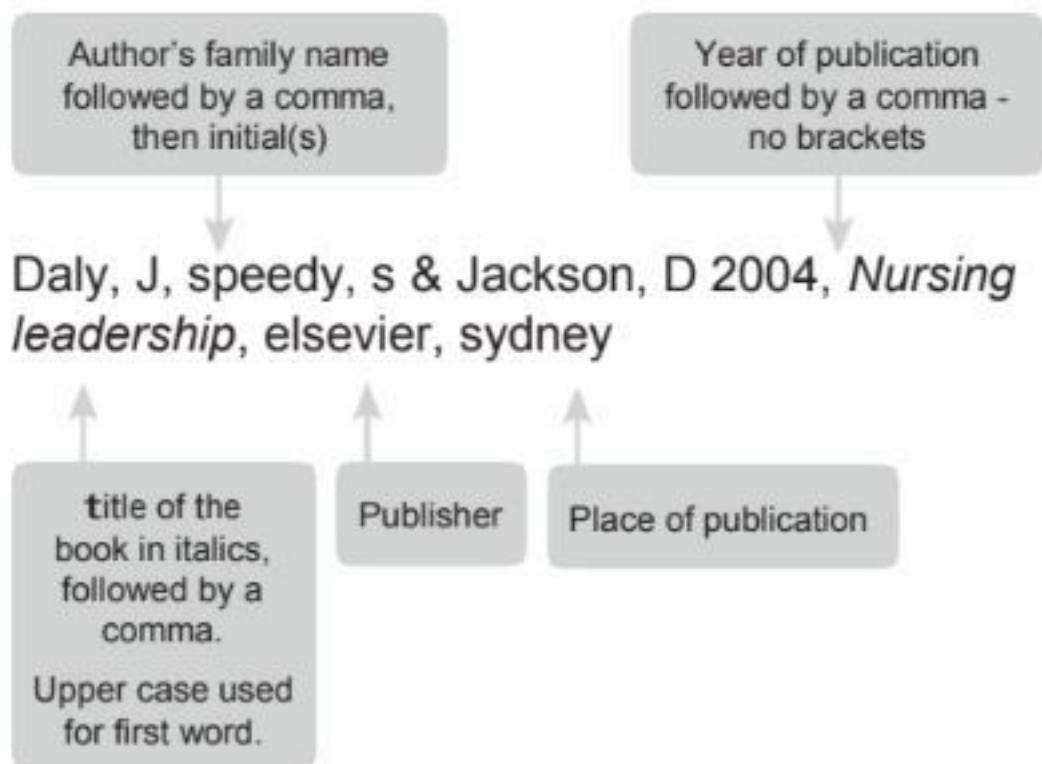 Author's family name
followed by a comma,
then initial(s)
Year of publication
followed by a comma -
no brackets
Daly, J, speedy, s & Jackson, D 2004, Nursing
leadership, elsevier, sydney
title of the
book in italics,
followed by a
comma.
Upper case used
for first word.
Publisher
Place of publication